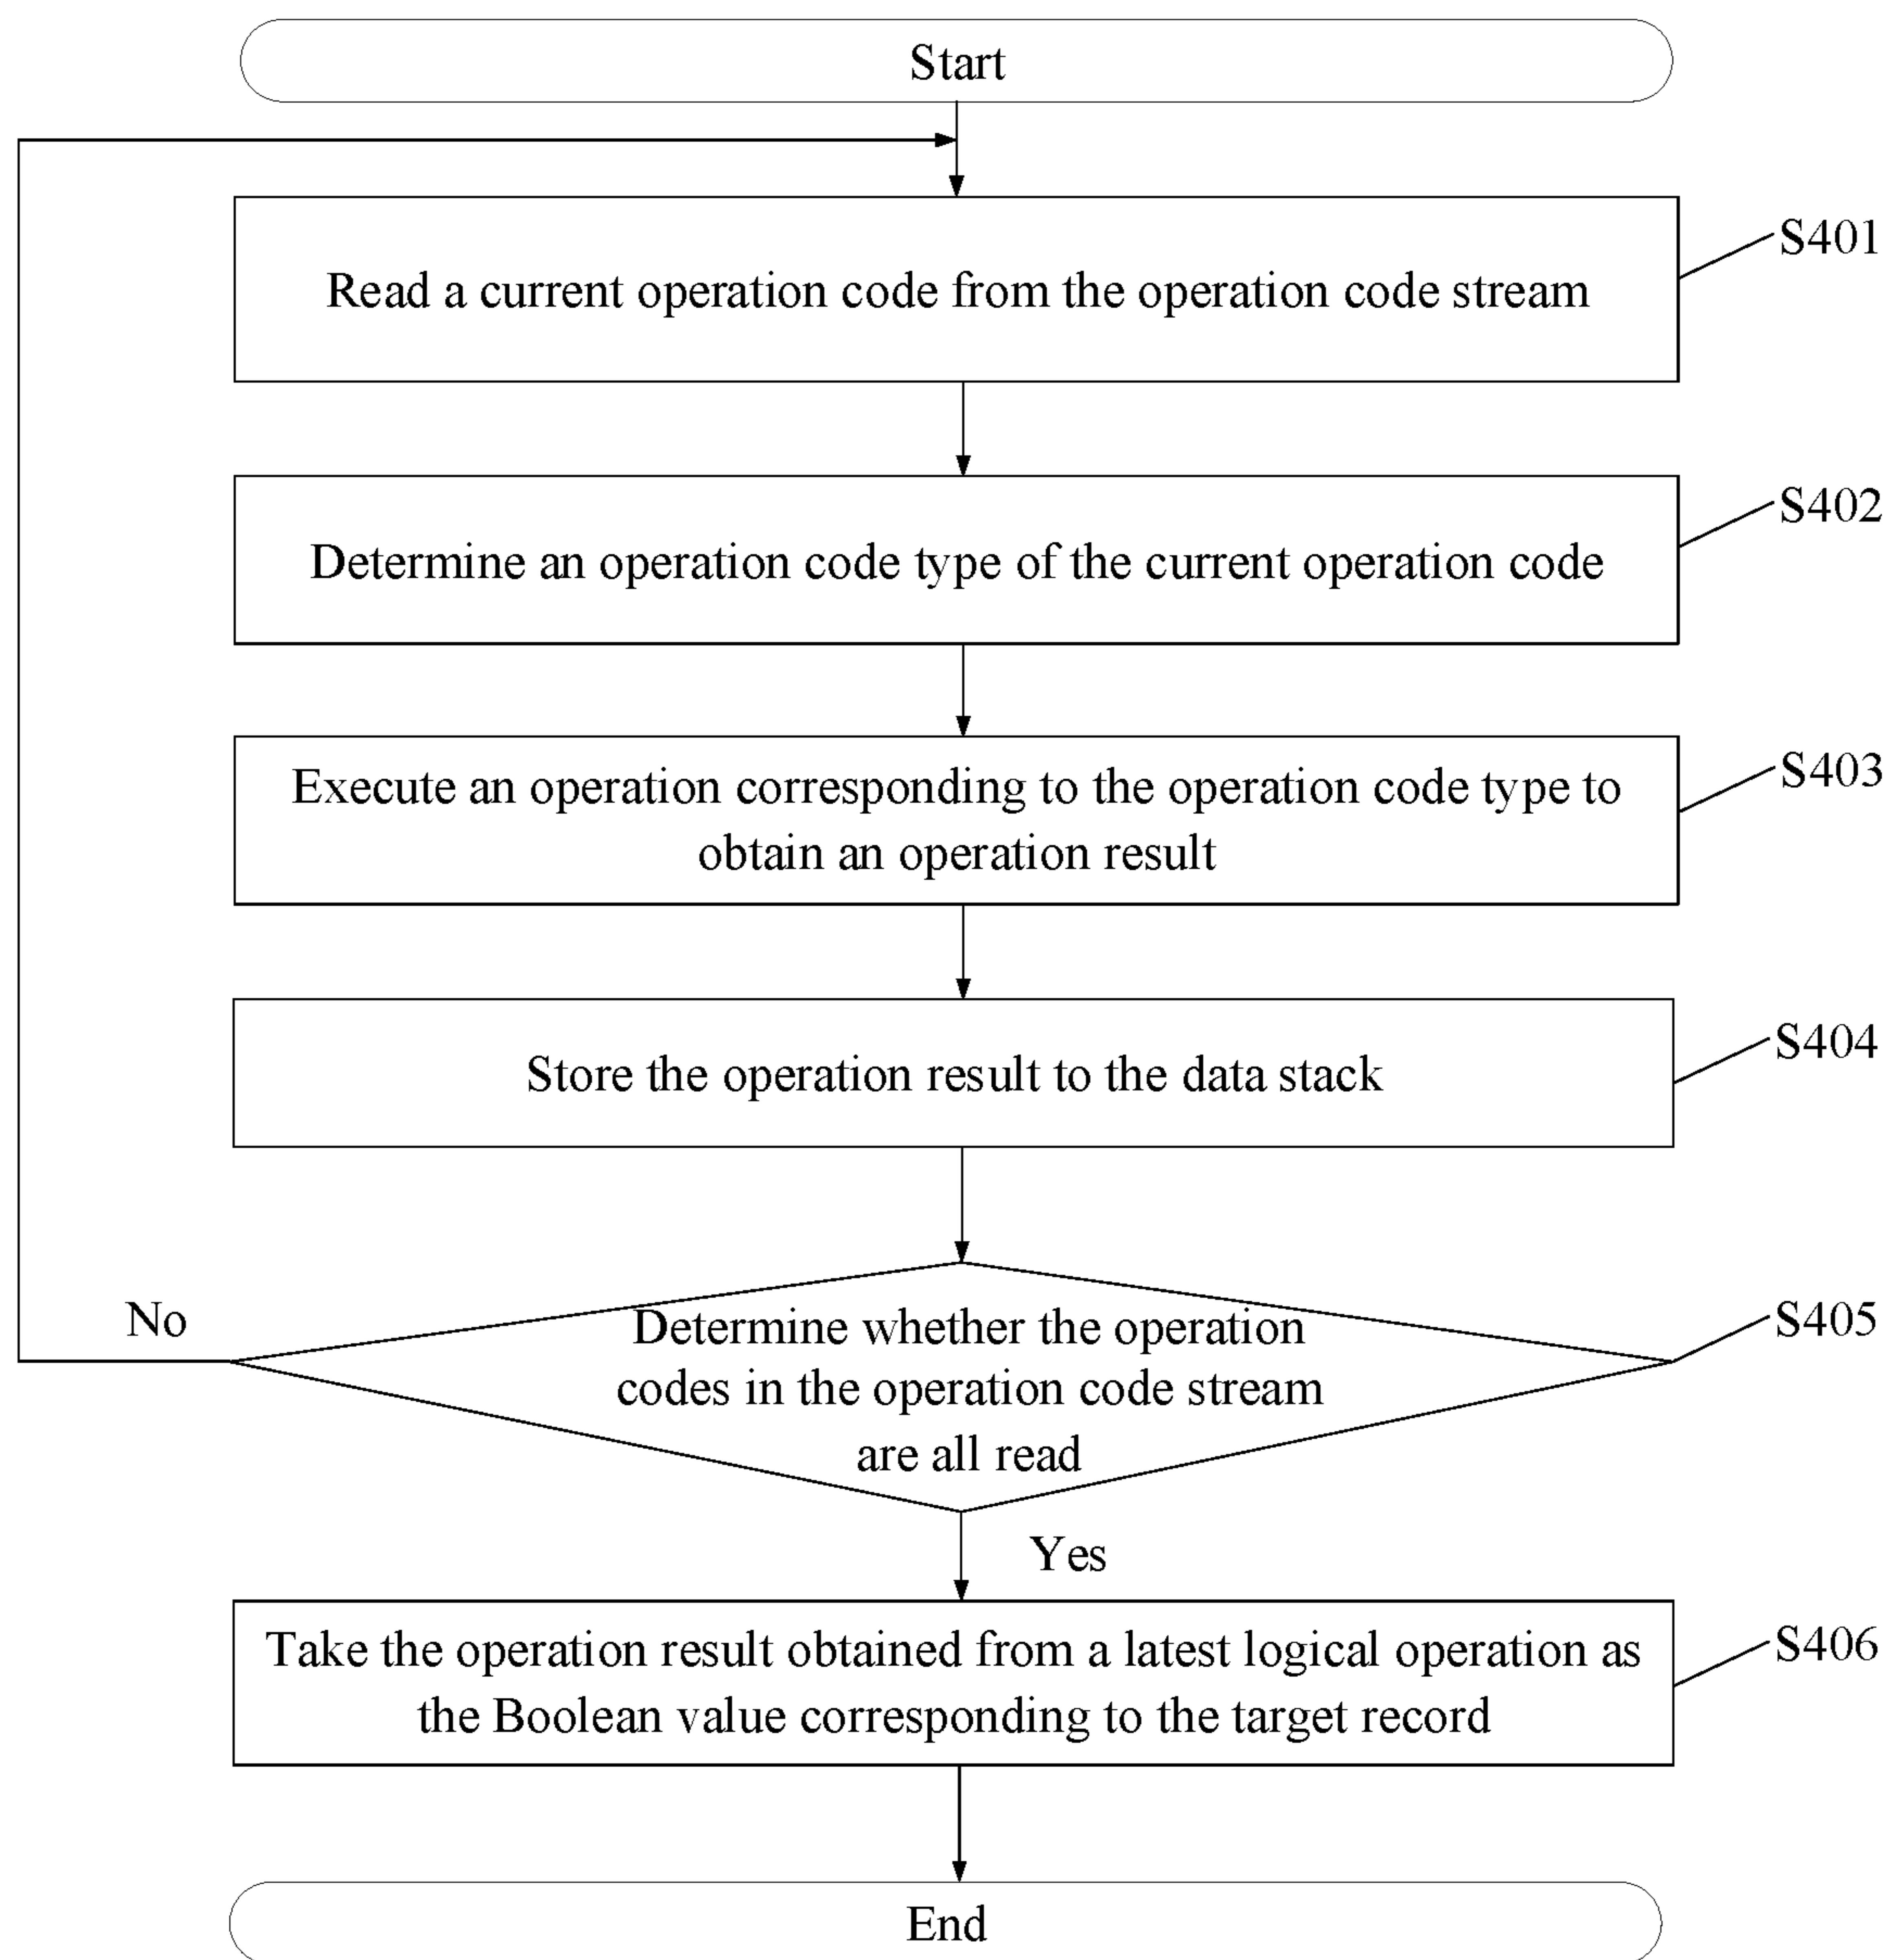 Start
S401
Read a current operation code from the operation code stream
S402
Determine an operation code type of the current operation code
S403
Execute an operation corresponding to the operation code type to
obtain an operation result
S404
Store the operation result to the data stack
S405
No
Determine whether the operation
codes in the operation code stream
are all read
Yes
S406
Take the operation result obtained from a latest logical operation as
the Boolean value corresponding to the target record
End